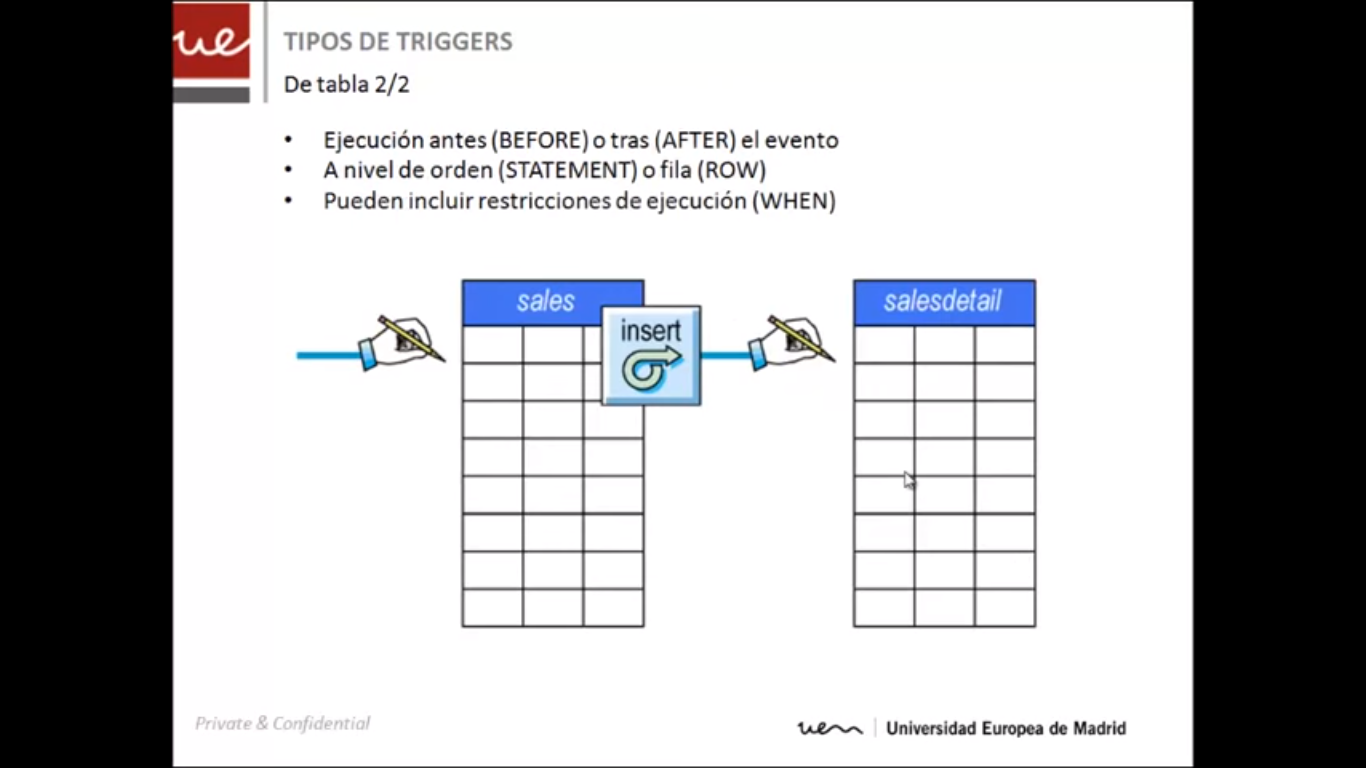 ue
TIPOS DE TRIGGERS
De tabla 2/2
• Ejecución antes (BEFORE) o tras (AFTER) el evento
• A nivel de orden (STATEMENT) o fila (ROW)
• Pueden incluir restricciones de ejecución (WHEN)
sales
salesdetail
insert
Private & Confidential
uem
Universidad Europea de Madrid